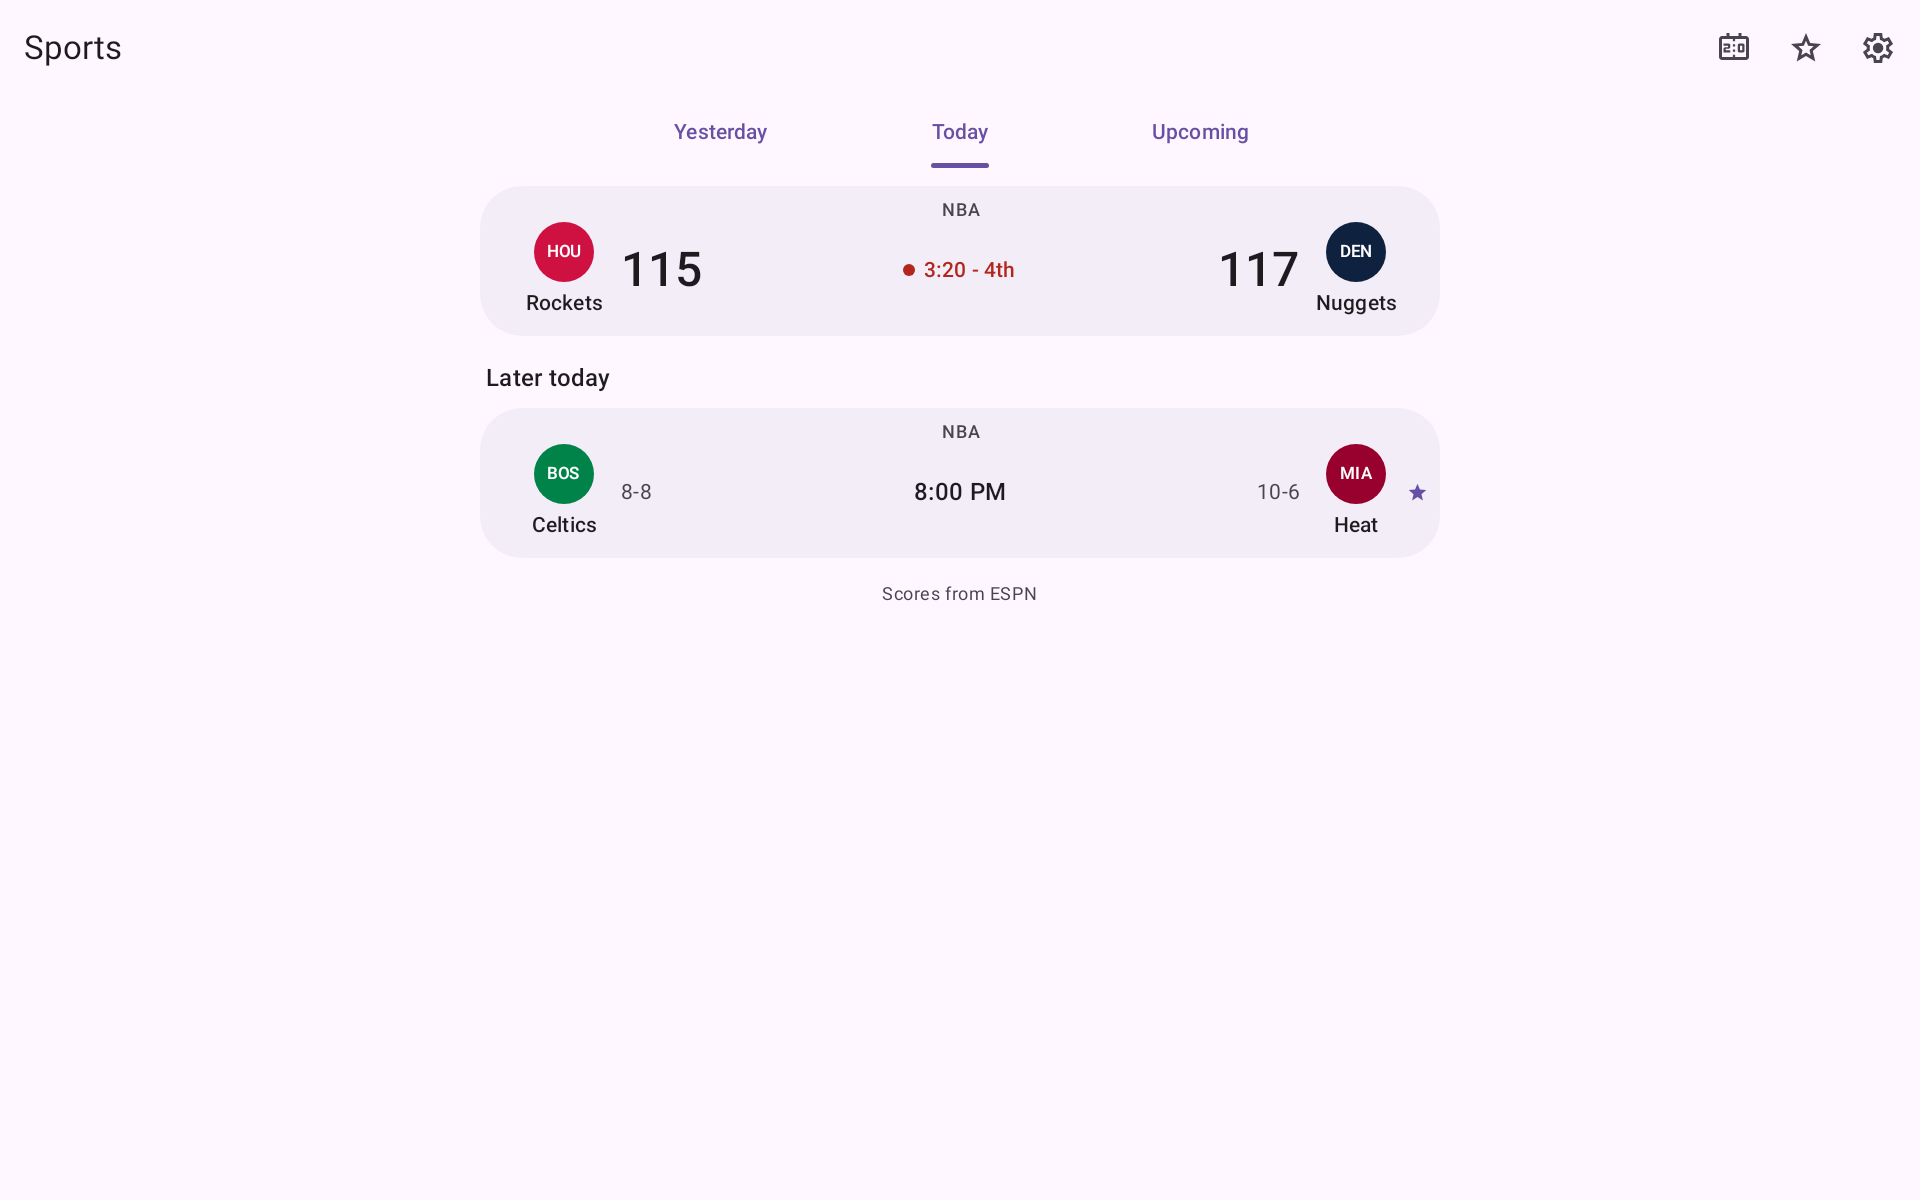 Sports
Yesterday
Today
Upcoming
NBA
HOU
Rockets
115
3:20 - 4th
117
DEN
Nuggets
Later today
NBA
BOS
Celtics
8-8
8:00 PM
10-6
MIA
Heat
Scores from ESPN